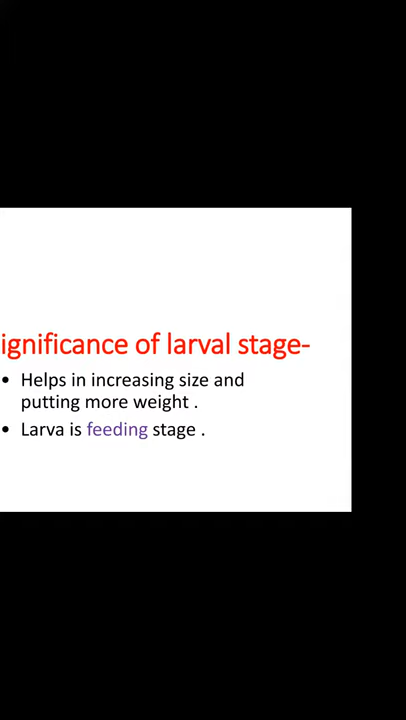 ignificance of larval stage-
• Helps in increasing size and
putting more weight .
• Larva is feeding stage .